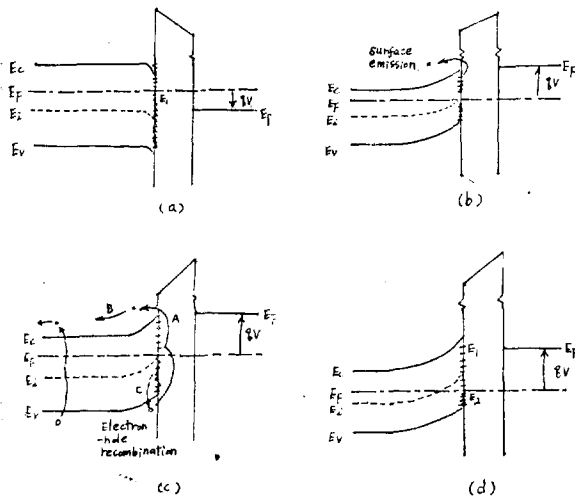 Ec
EF
Ei
Ev
E1
qV
EF
(a)
Surface
emission
Ec
EF
Ei
Ev
EF
qV
(b)
B
A
Ec
EF
Ei
Ev
C
D
qV
Electron
-hole
recombination
(c)
E1
E2
Ec
EF
Ei
Ev
EF
qV
(d)